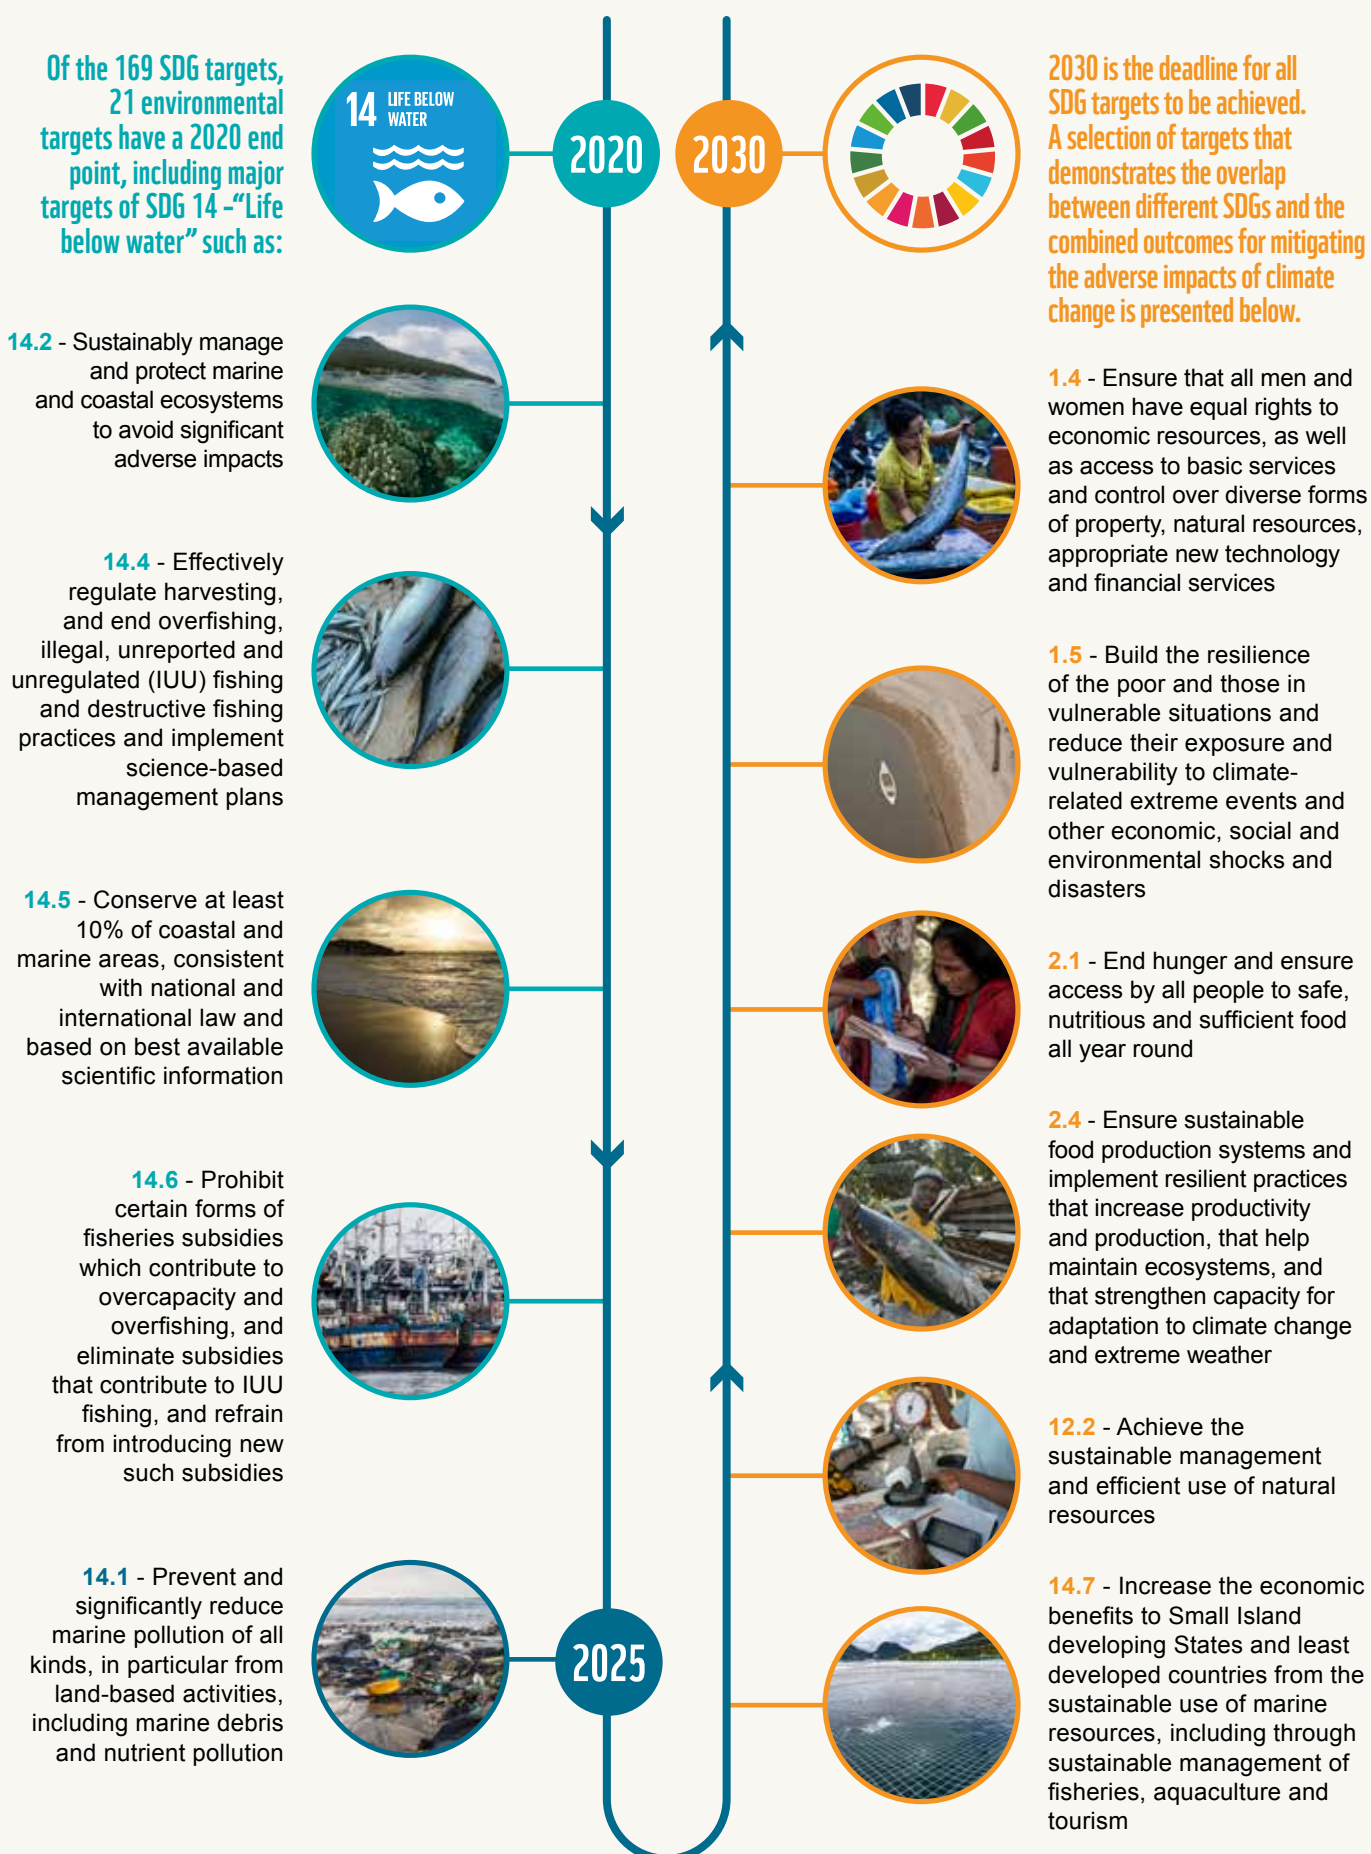 Of the 169 SDG targets,
21 environmental
targets have a 2020 end
point, including major
targets of SDG 14 -“Life
below water” such as:
14 LIFE BELOW
WATER
2020
14.2 - Sustainably manage
and protect marine
and coastal ecosystems
to avoid significant
adverse impacts
14.4 - Effectively
regulate harvesting,
and end overfishing,
illegal, unreported and
unregulated (IUU) fishing
and destructive fishing
practices and implement
science-based
management plans
14.5 - Conserve at least
10% of coastal and
marine areas, consistent
with national and
international law and
based on best available
scientific information
14.6 - Prohibit
certain forms of
fisheries subsidies
which contribute to
overcapacity and
overfishing, and
eliminate subsidies
that contribute to IUU
fishing, and refrain
from introducing new
such subsidies
14.1 - Prevent and
significantly reduce
marine pollution of all
kinds, in particular from
land-based activities,
including marine debris
and nutrient pollution
2025
2030
2030 is the deadline for all
SDG targets to be achieved.
A selection of targets that
demonstrates the overlap
between different SDGs and the
combined outcomes for mitigating
the adverse impacts of climate
change is presented below.
1.4 - Ensure that all men and
women have equal rights to
economic resources, as well
as access to basic services
and control over diverse forms
of property, natural resources,
appropriate new technology
and financial services
1.5 - Build the resilience
of the poor and those in
vulnerable situations and
reduce their exposure and
vulnerability to climate-
related extreme events and
other economic, social and
environmental shocks and
disasters
2.1 - End hunger and ensure
access by all people to safe,
nutritious and sufficient food
all year round
2.4 - Ensure sustainable
food production systems and
implement resilient practices
that increase productivity
and production, that help
maintain ecosystems, and
that strengthen capacity for
adaptation to climate change
and extreme weather
12.2 - Achieve the
sustainable management
and efficient use of natural
resources
14.7 - Increase the economic
benefits to Small Island
developing States and least
developed countries from the
sustainable use of marine
resources, including through
sustainable management of
fisheries, aquaculture and
tourism